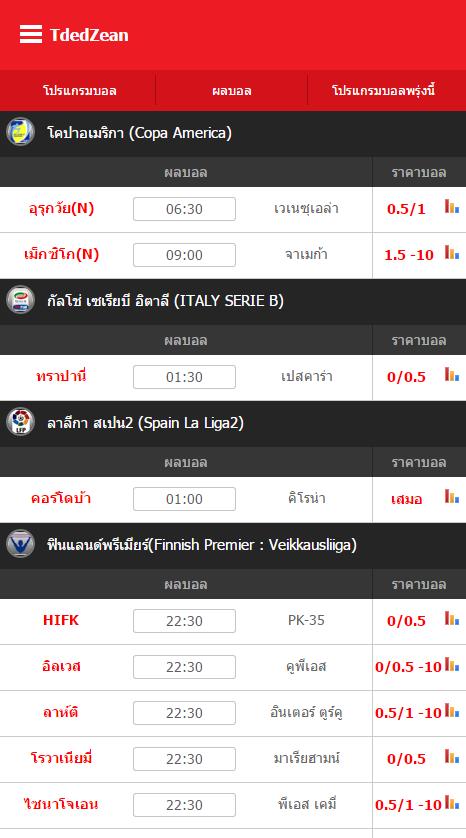 TdedZean
โปรแกรมบอล ผลบอล โปรแกรมบอลพรุ่งนี้
โคปาอเมริกา (Copa America)
ผลบอล ราคาบอล
อุรุกวัย(N) 06:30 เวเนซุเอล่า 0.5/1
เม็กซิโก(N) 09:00 จาเมก้า 1.5 -10
กัลโช่ เซเรียบี อิตาลี (ITALY SERIE B)
ผลบอล ราคาบอล
ทราปานี่ 01:30 เปสคาร่า 0/0.5
ลาลีกา สเปน2 (Spain La Liga2)
ผลบอล ราคาบอล
คอร์โดบ้า 01:00 คิโรน่า เสมอ
ฟินแลนด์พรีเมียร์(Finnish Premier : Veikkausliiga)
ผลบอล ราคาบอล
HIFK 22:30 PK-35 0/0.5
อิลเวส 22:30 คูพีเอส 0/0.5 -10
ลาห์ติ 22:30 อินเตอร์ ตูร์คู 0.5/1 -10
โรวาเนียมี่ 22:30 มาเรียฮามน์ 0/0.5
ไซนาโจเอน 22:30 พีเอส เคมี่ 0.5/1 -10